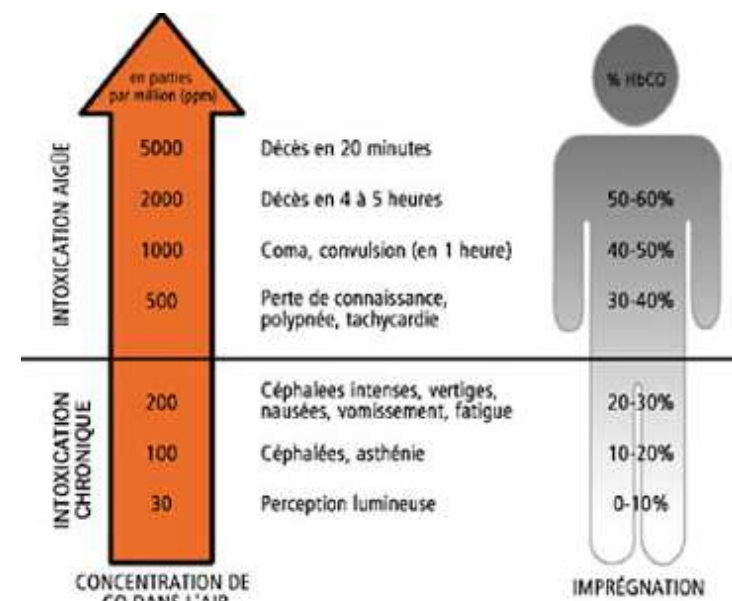 en parties
par million (ppm)
% HbCO
INTOXICATION AIGÜE
5000
Décès en 20 minutes
2000
Décès en 4 à 5 heures
50-60%
1000
Coma, convulsion (en 1 heure)
40-50%
500
Perte de connaissance,
polypnée, tachycardie
30-40%
INTOXICATION
CHRONIQUE
200
Céphalees intenses, vertiges,
nausées, vomissement, fatigue
20-30%
100
Céphalées, asthénie
10-20%
30
Perception lumineuse
0-10%
CONCENTRATION DE
CO DANS L'AIR
IMPRÉGNATION